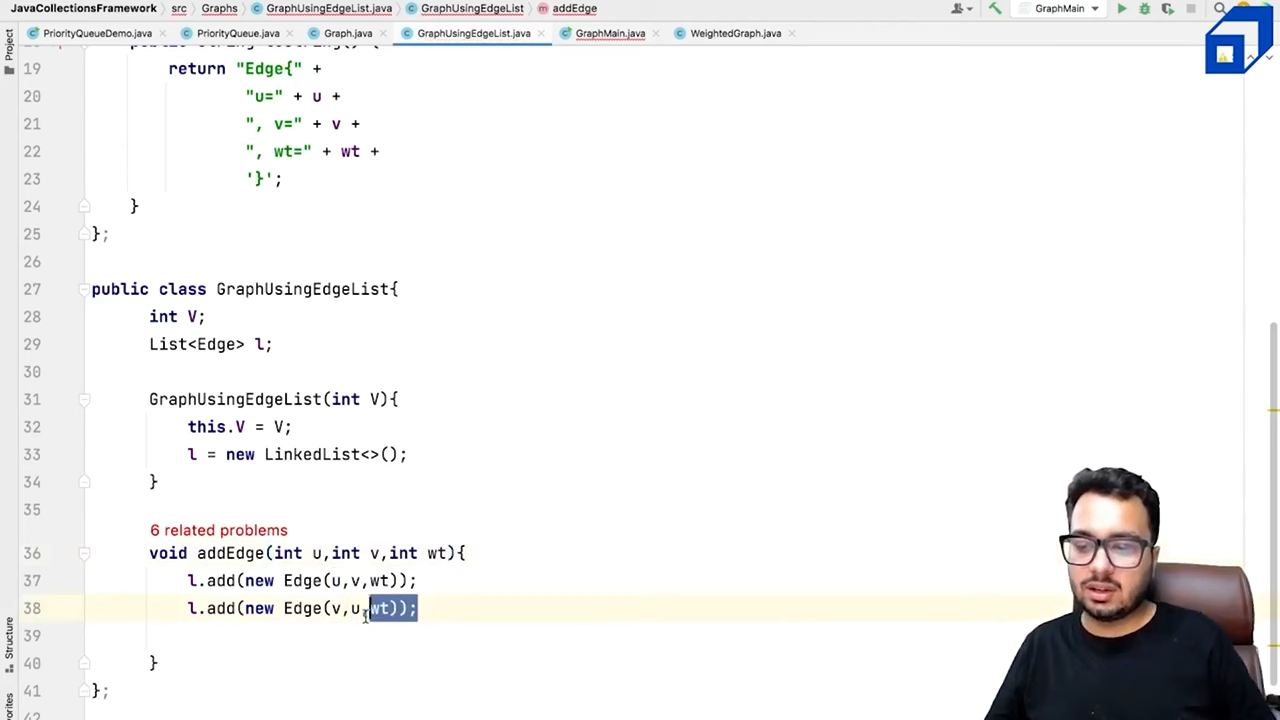 JavaCollectionsFramework > src > Graphs > GraphUsingEdgeList.java > GraphUsingEdgeList > addEdge
GraphMain
PriorityQueueDemo.java PriorityQueue.java Graph.java GraphUsingEdgeList.java GraphMain.java WeightedGraph.java
Project
19 return "Edge{" +
20 "u=" + u +
21 ", v=" + v +
22 ", wt=" + wt +
23 '}';
24 }
25 };
26
27 public class GraphUsingEdgeList{
28 int V;
29 List<Edge> l;
30
31 GraphUsingEdgeList(int V){
32 this.V = V;
33 l = new LinkedList<>();
34 }
35
6 related problems
36 void addEdge(int u,int v,int wt){
37 l.add(new Edge(u,v,wt));
38 l.add(new Edge(v,u,wt));
39
40 }
41 };
Structure